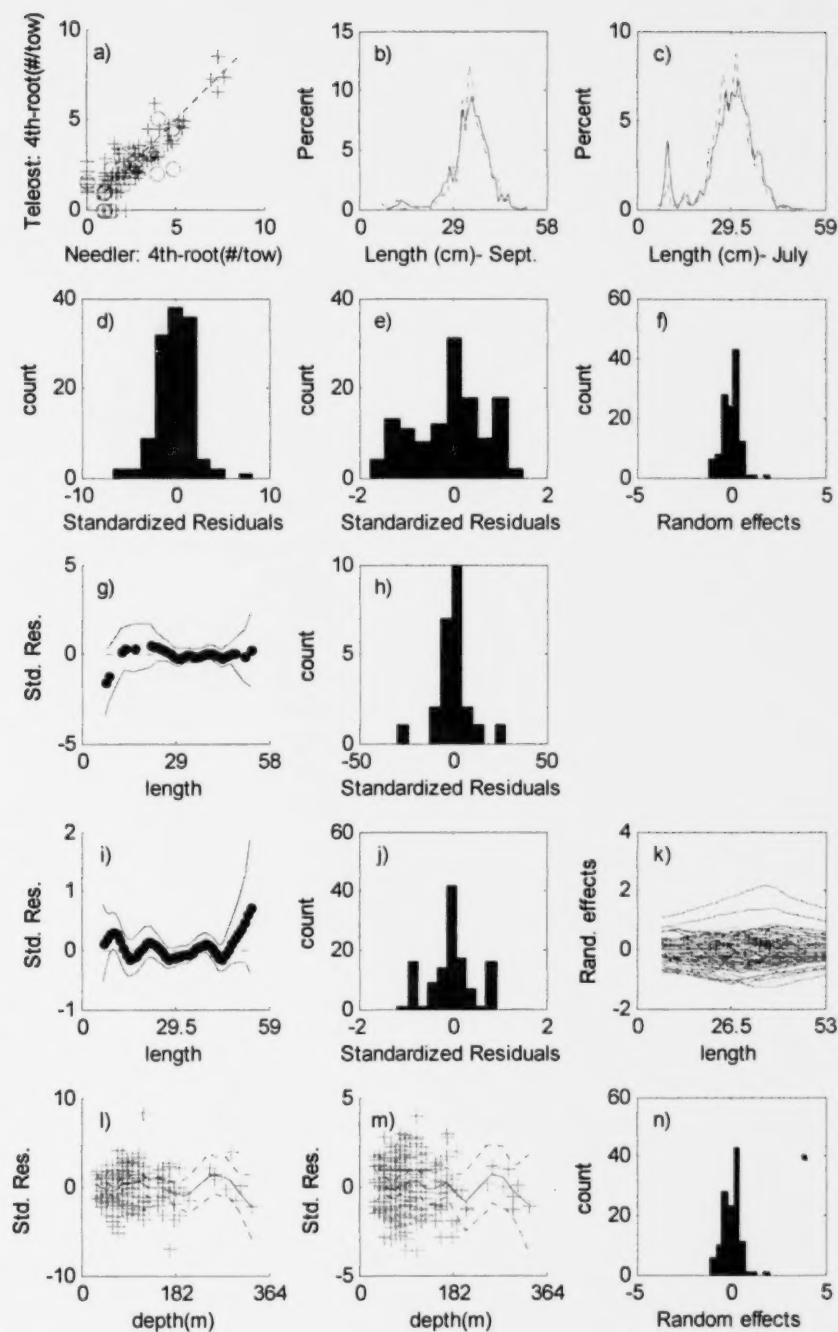 a)
10
5
0
0
5
10
Teleost: 4th-root(#/tow)
Needler: 4th-root(#/tow)
b)
15
10
5
0
0
29
58
Percent
Length (cm)- Sept.
c)
10
5
0
0
29.5
59
Percent
Length (cm)- July
d)
40
20
0
-10
0
10
count
Standardized Residuals
e)
40
20
0
-2
0
2
count
Standardized Residuals
f)
60
40
20
0
-5
0
5
count
Random effects
g)
5
0
-5
0
29
58
Std. Res.
length
h)
10
5
0
-50
0
50
count
Standardized Residuals
i)
2
1
0
-1
0
29.5
59
Std. Res.
length
j)
60
40
20
0
-2
0
2
count
Standardized Residuals
k)
4
2
0
-2
0
26.5
53
Rand. effects
length
l)
10
0
-10
0
182
364
Std. Res.
depth(m)
m)
5
0
-5
0
182
364
Std. Res.
depth(m)
n)
60
40
20
0
-5
0
5
count
Random effects